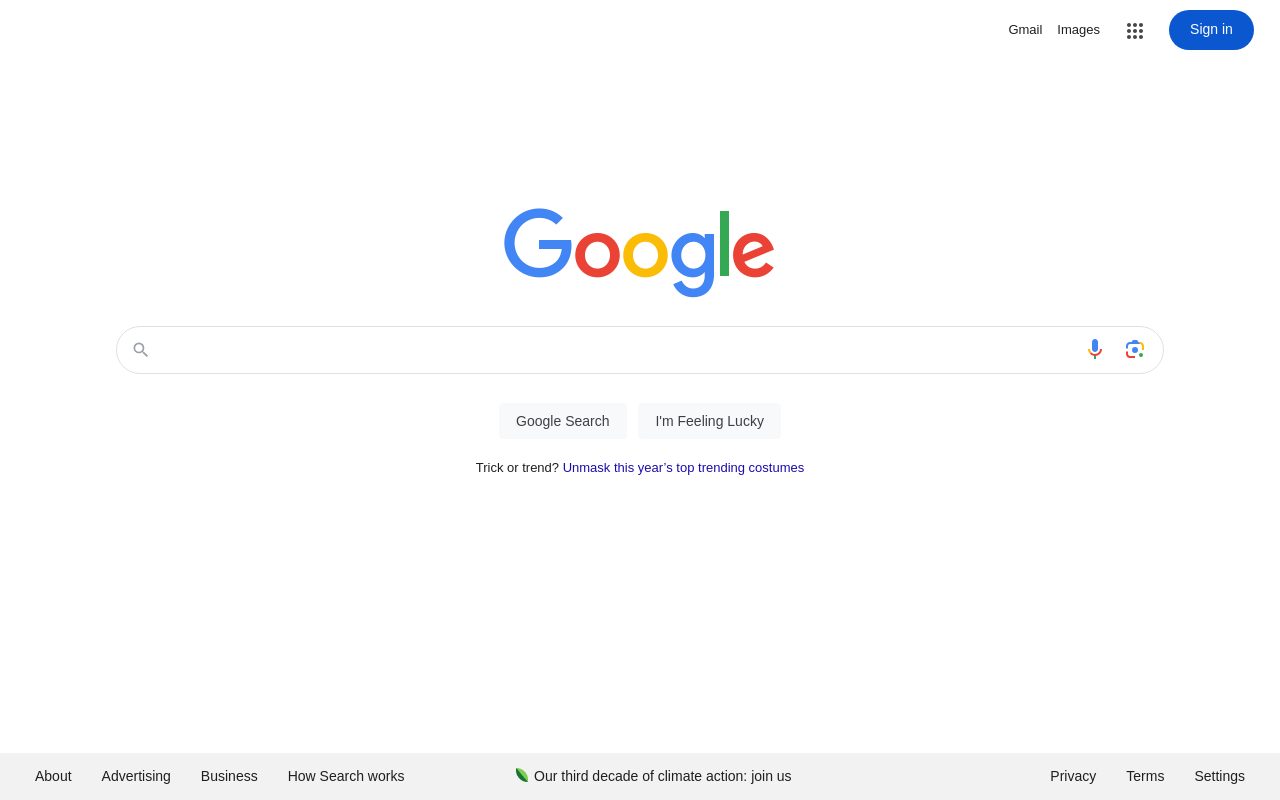 Gmail Images Sign in
Google
Google Search I'm Feeling Lucky
Trick or trend? Unmask this year’s top trending costumes
About Advertising Business How Search works Our third decade of climate action: join us Privacy Terms Settings